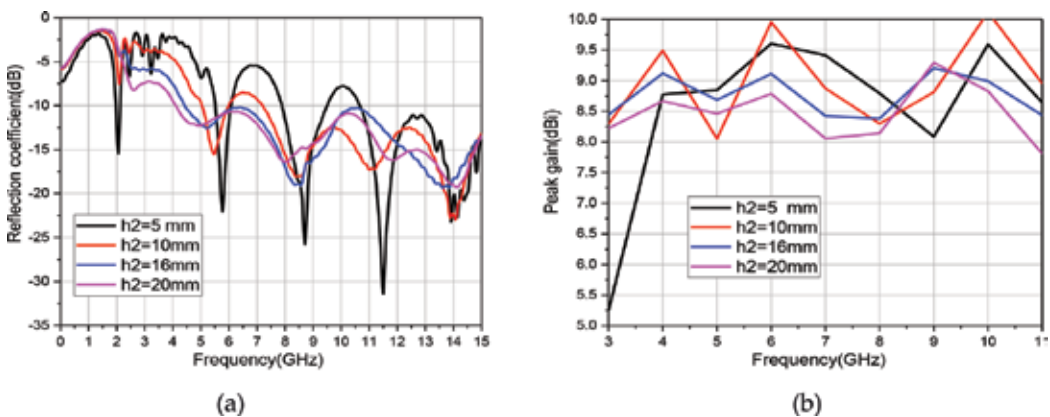 0
-5
-10
-15
-20
-25
-30
-35
Reflection coefficient(dB)
h2=5 mm
h2=10mm
h2=16mm
h2=20mm
0 1 2 3 4 5 6 7 8 9 10 11 12 13 14 15
Frequency(GHz)
(a)
10.0
9.5
9.0
8.5
8.0
7.5
7.0
6.5
6.0
5.5
5.0
Peak gain(dBi)
h2=5 mm
h2=10mm
h2=16mm
h2=20mm
3 4 5 6 7 8 9 10 11
Frequency(GHz)
(b)